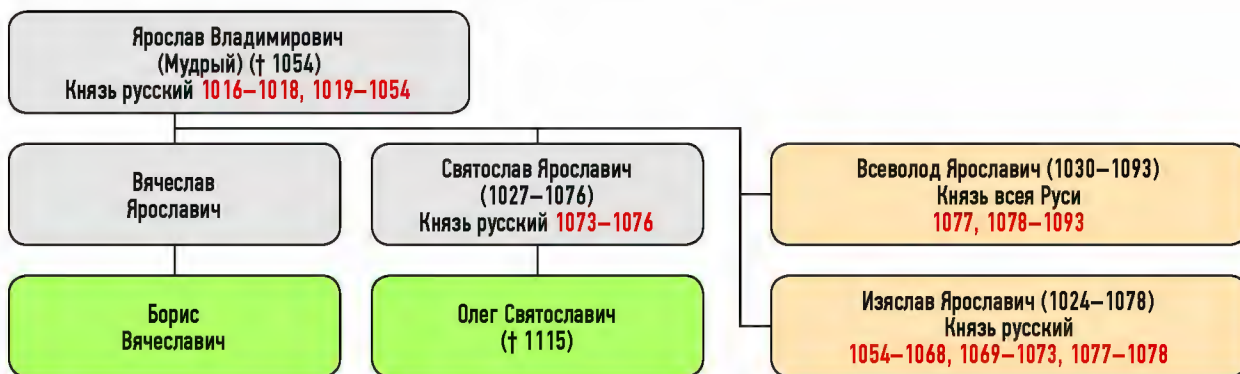 Ярослав Владимирович
(Мудрый) († 1054)
Князь русский 1016–1018, 1019–1054
Вячеслав
Ярославич
Святослав Ярославич
(1027–1076)
Князь русский 1073–1076
Всеволод Ярославич (1030–1093)
Князь всея Руси
1077, 1078–1093
Борис
Вячеславич
Олег Святославич
(† 1115)
Изяслав Ярославич (1024–1078)
Князь русский
1054–1068, 1069–1073, 1077–1078